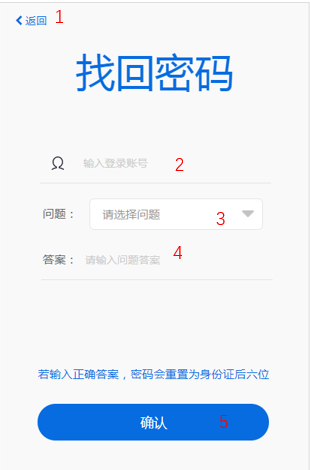 返回 1
找回密码
输入登录账号 2
问题： 请选择问题 3
答案： 请输入问题答案 4
若输入正确答案，密码会重置为身份证后六位
确认 5